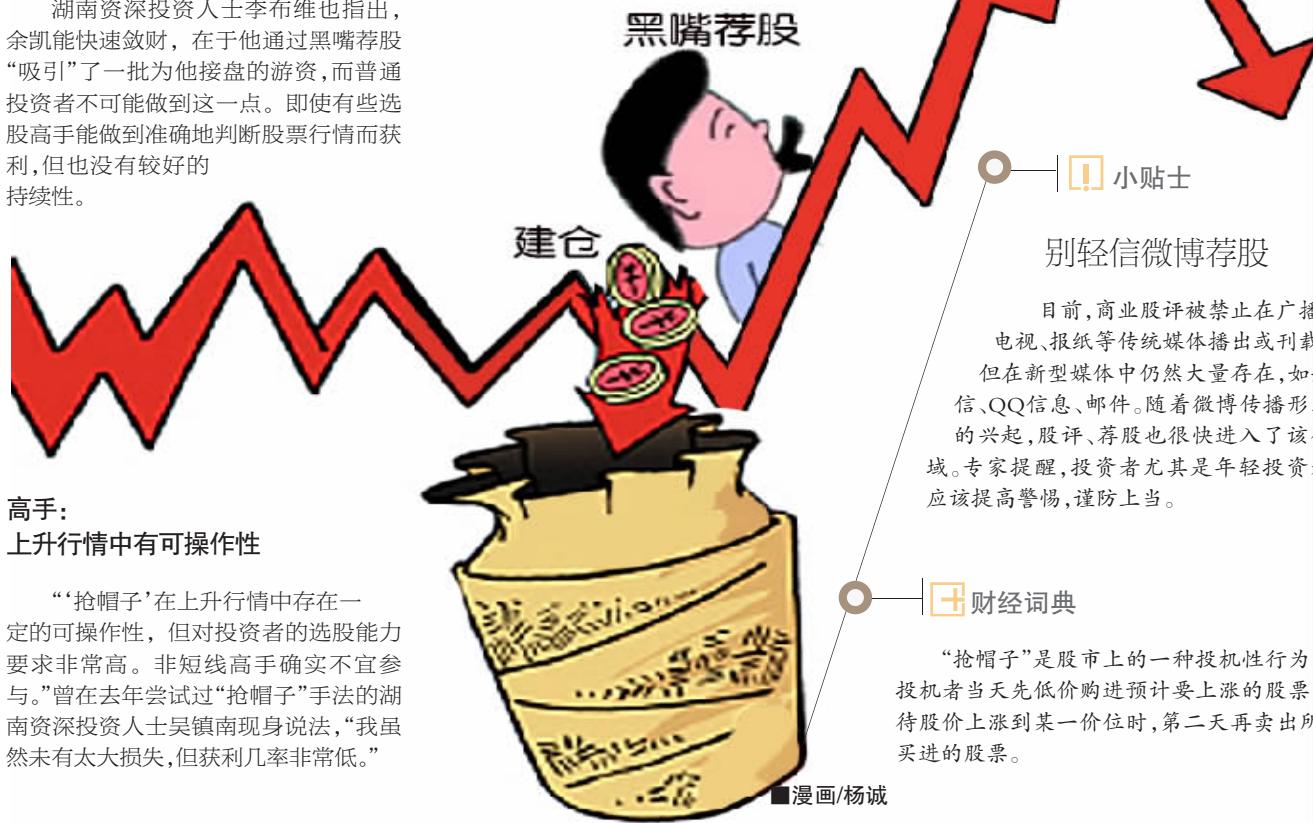 湖南资深投资人士李布维也指出，
余凯能快速敛财，在于他通过黑嘴荐股
“吸引”了一批为他接盘的游资，而普通
投资者不可能做到这一点。即使有些选
股高手能做到准确地判断股票行情而获
利，但也没有较好的
持续性。
高手：
上升行情中有可操作性
“‘抢帽子’在上升行情中存在一
定的可操作性，但对投资者的选股能力
要求非常高。非短线高手确实不宜参
与。”曾在去年尝试过“抢帽子”手法的湖
南资深投资人士吴镇南现身说法，“我虽
然未有太大损失，但获利几率非常低。”
黑嘴荐股
建仓
小贴士
别轻信微博荐股
目前，商业股评被禁止在广播
电视、报纸等传统媒体播出或刊载
但在新型媒体中仍然大量存在，如
信、QQ信息、邮件。随着微博传播形
的兴起，股评、荐股也很快进入了该
域。专家提醒，投资者尤其是年轻投资
应该提高警惕，谨防上当。
财经词典
“抢帽子”是股市上的一种投机性行为
投机者当天先低价购进预计要上涨的股票
待股价上涨到某一价位时，第二天再卖出所
买进的股票。
■漫画/杨诚